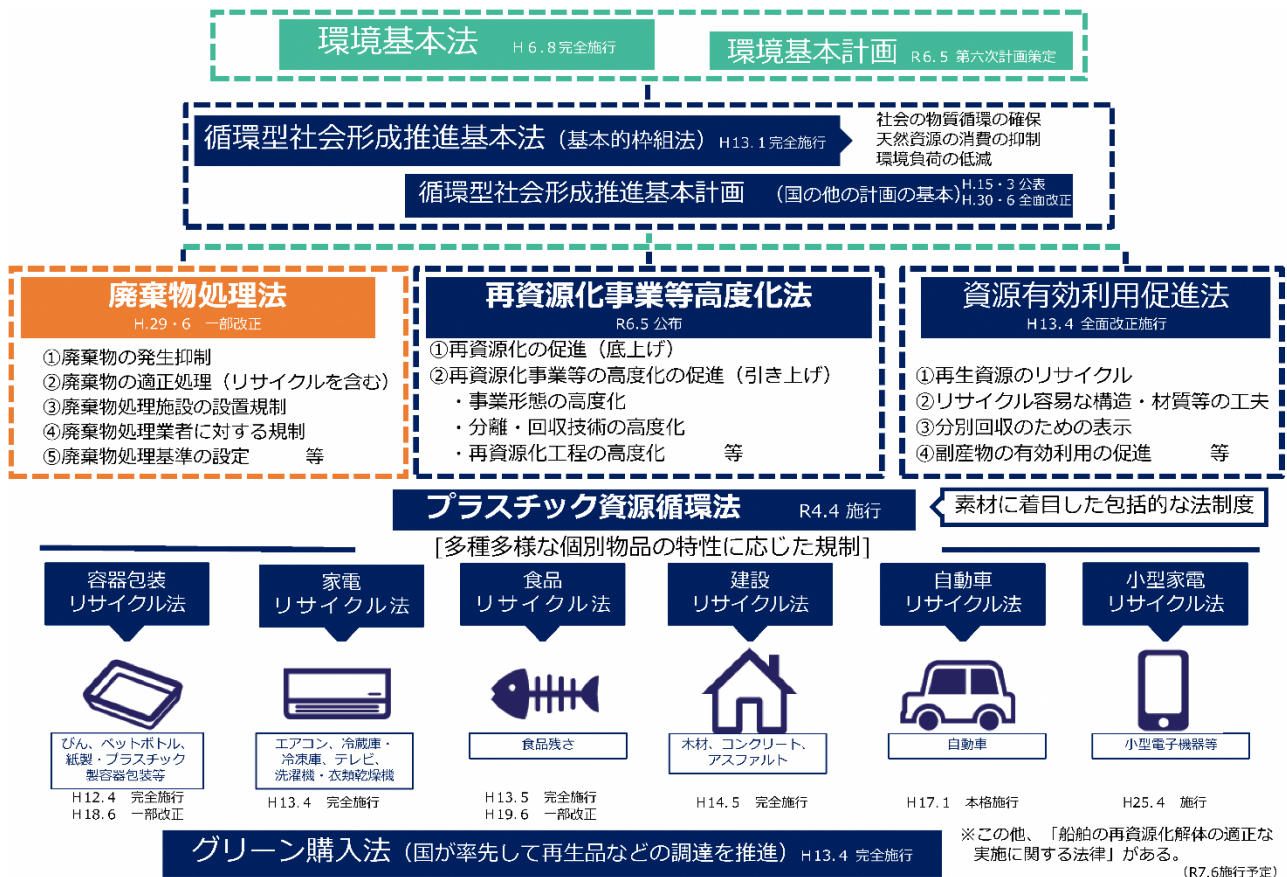 環境基本法 H6.8完全施行
環境基本計画 R6.5 第六次計画策定
循環型社会形成推進基本法（基本的枠組法）H13.1完全施行
社会の物質循環の確保
天然資源の消費の抑制
環境負荷の低減
循環型社会形成推進基本計画 （国の他の計画の基本）
H.15・3 公表
H.30・6 全面改正
廃棄物処理法
H.29・6 一部改正
①廃棄物の発生抑制
②廃棄物の適正処理（リサイクルを含む）
③廃棄物処理施設の設置規制
④廃棄物処理業者に対する規制
⑤廃棄物処理基準の設定 等
再資源化事業等高度化法
R6.5 公布
①再資源化の促進（底上げ）
②再資源化事業等の高度化の促進（引き上げ）
・事業形態の高度化
・分離・回収技術の高度化
・再資源化工程の高度化 等
資源有効利用促進法
H13.4 全面改正施行
①再生資源のリサイクル
②リサイクル容易な構造・材質等の工夫
③分別回収のための表示
④副産物の有効利用の促進 等
プラスチック資源循環法 R4.4 施行
素材に着目した包括的な法制度
[多種多様な個別物品の特性に応じた規制]
容器包装
リサイクル法
びん、ペットボトル、
紙製・プラスチック
製容器包装等
H12.4 完全施行
H18.6 一部改正
家電
リサイクル法
エアコン、冷蔵庫・
冷凍庫、テレビ、
洗濯機・衣類乾燥機
H13.4 完全施行
食品
リサイクル法
食品残さ
H13.5 完全施行
H19.6 一部改正
建設
リサイクル法
木材、コンクリート、
アスファルト
H14.5 完全施行
自動車
リサイクル法
自動車
H17.1 本格施行
小型家電
リサイクル法
小型電子機器等
H25.4 施行
グリーン購入法（国が率先して再生品などの調達を推進）H13.4 完全施行
※この他、「船舶の再資源化解体の適正な
実施に関する法律」がある。
（R7.6施行予定）